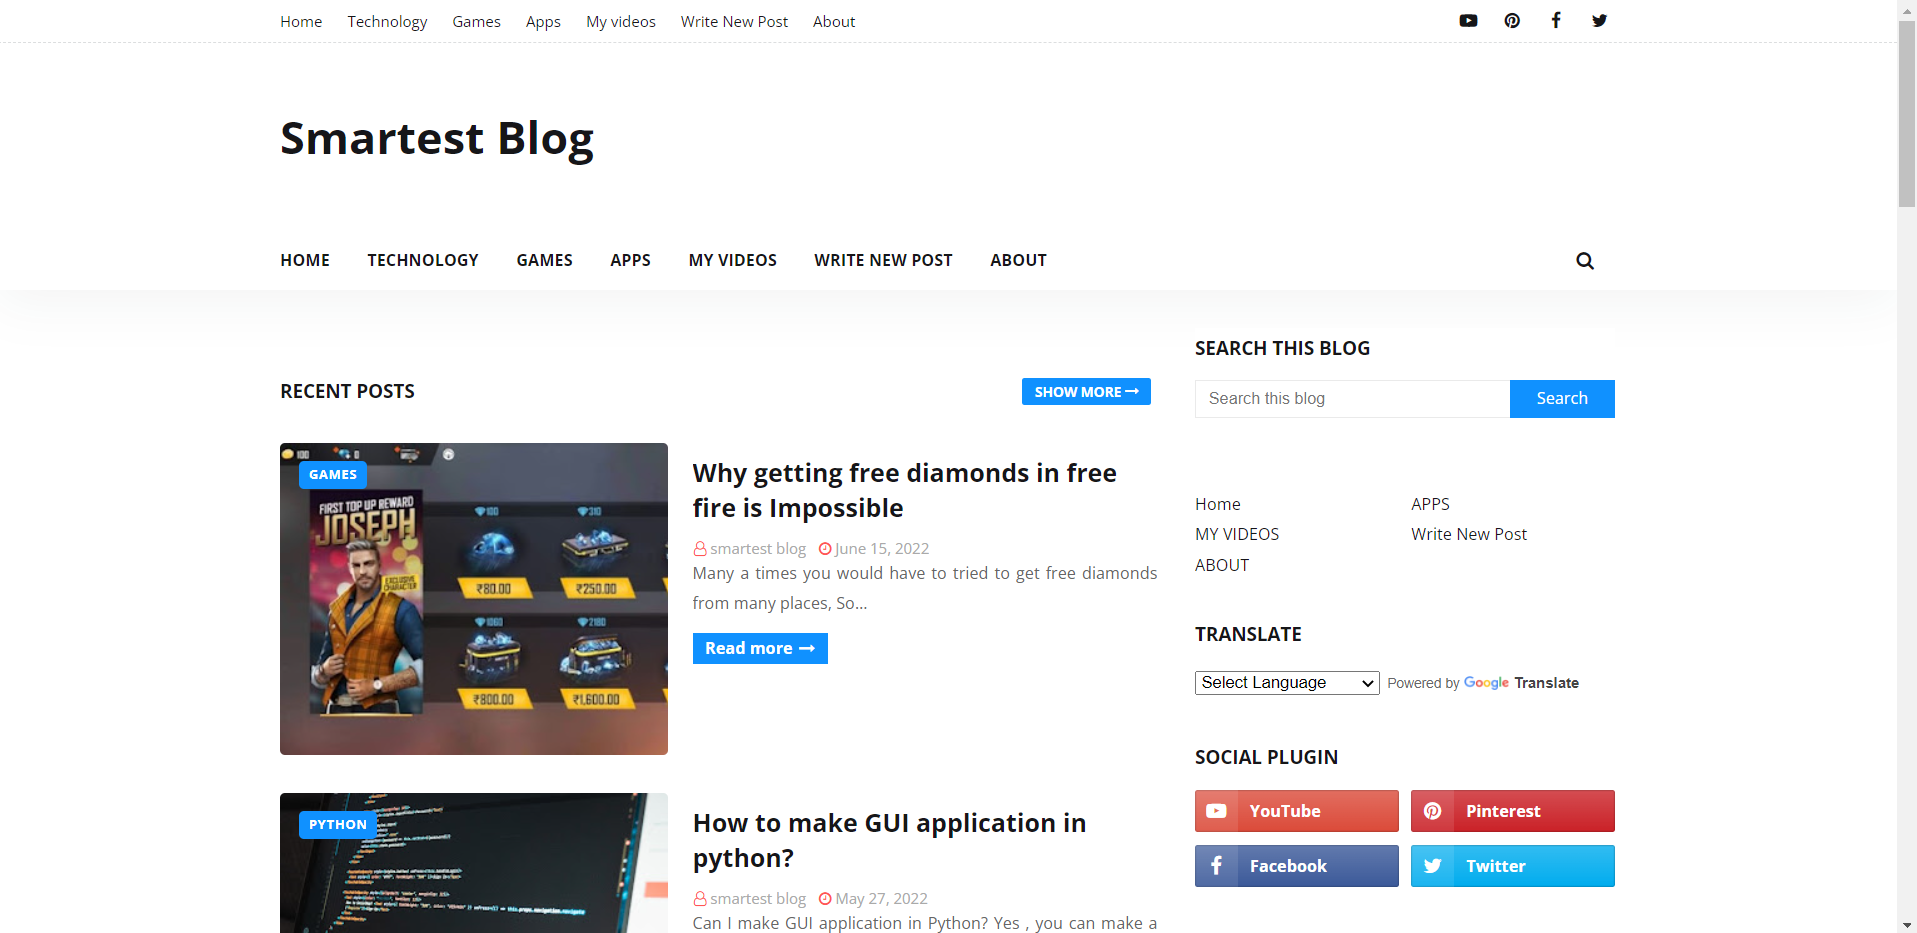 Home Technology Games Apps My videos Write New Post About
Smartest Blog
HOME TECHNOLOGY GAMES APPS MY VIDEOS WRITE NEW POST ABOUT
RECENT POSTS
SHOW MORE
100 0
GAMES
FIRST TOP UP REWARD
JOSEPH
EXCLUSIVE
CHARACTER
100 310
₹80.00 ₹250.00
1060 2180
₹800.00 ₹1,600.00
Why getting free diamonds in free
fire is Impossible
smartest blog June 15, 2022
Many a times you would have to tried to get free diamonds
from many places, So...
Read more
PYTHON
How to make GUI application in
python?
smartest blog May 27, 2022
Can I make GUI application in Python? Yes , you can make a
SEARCH THIS BLOG
Search this blog Search
Home APPS
MY VIDEOS Write New Post
ABOUT
TRANSLATE
Select Language Powered by Google Translate
SOCIAL PLUGIN
YouTube Pinterest
Facebook Twitter